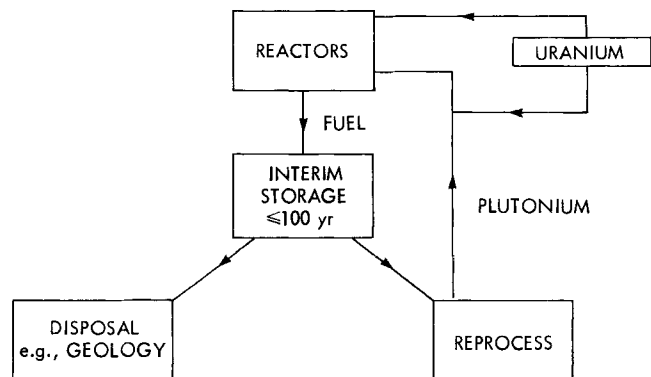 REACTORS
URANIUM
FUEL
INTERIM
STORAGE
≤100 yr
PLUTONIUM
DISPOSAL
e.g., GEOLOGY
REPROCESS